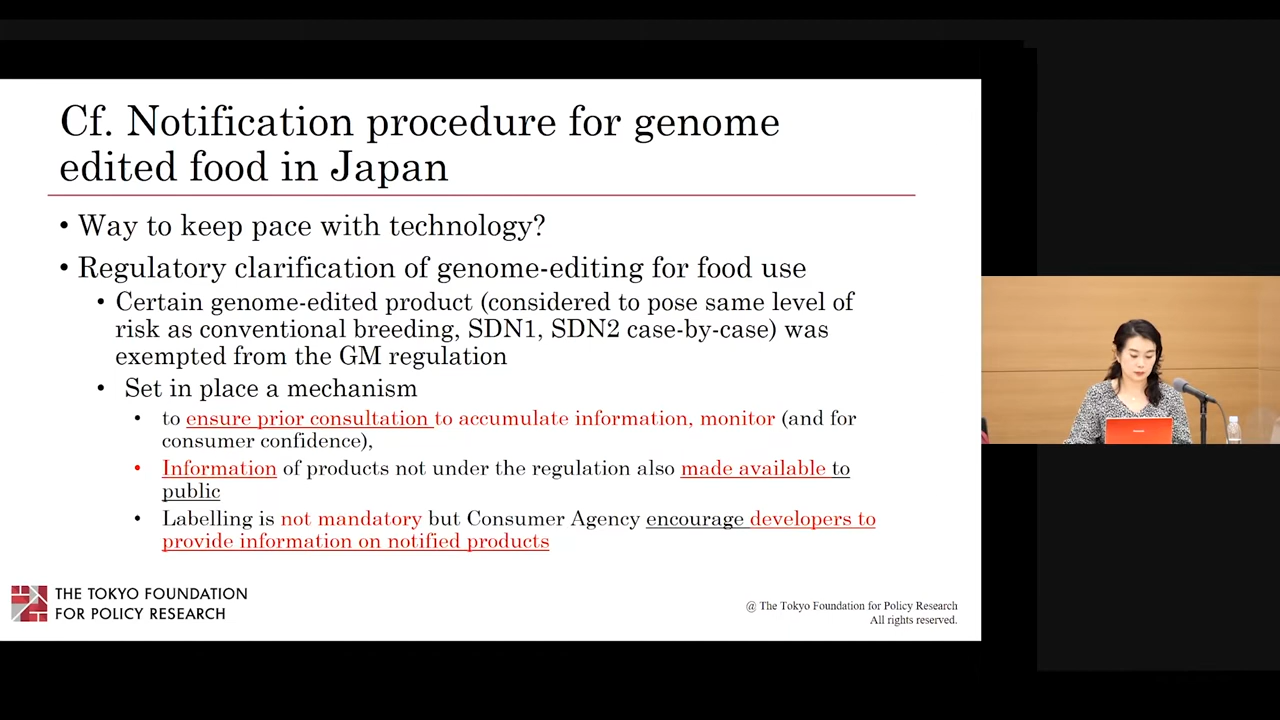 Cf. Notification procedure for genome
edited food in Japan
• Way to keep pace with technology?
• Regulatory clarification of genome-editing for food use
• Certain genome-edited product (considered to pose same level of
risk as conventional breeding, SDN1, SDN2 case-by-case) was
exempted from the GM regulation
• Set in place a mechanism
• to ensure prior consultation to accumulate information, monitor (and for
consumer confidence),
• Information of products not under the regulation also made available to
public
• Labelling is not mandatory but Consumer Agency encourage developers to
provide information on notified products
THE TOKYO FOUNDATION
FOR POLICY RESEARCH
@ The Tokyo Foundation for Policy Research
All rights reserved.